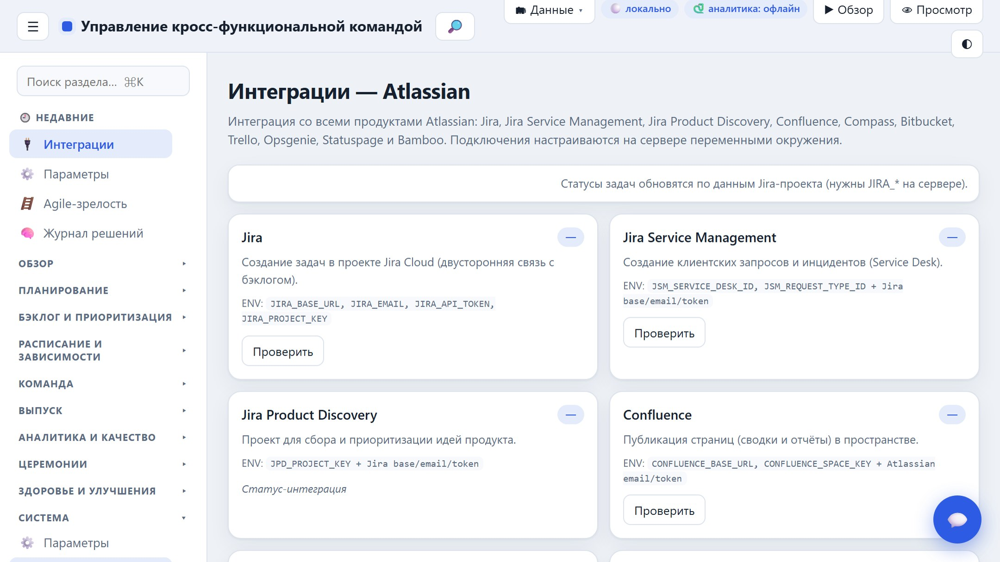 ☰ Управление кросс-функциональной командой
Данные ▾
локально
аналитика: офлайн
▶ Обзор
Просмотр
Поиск раздела... ⌘K
НЕДАВНИЕ
Интеграции
Параметры
Agile-зрелость
Журнал решений
ОБЗОР
ПЛАНИРОВАНИЕ
БЭКЛОГ И ПРИОРИТИЗАЦИЯ
РАСПИСАНИЕ И
ЗАВИСИМОСТИ
КОМАНДА
ВЫПУСК
АНАЛИТИКА И КАЧЕСТВО
ЦЕРЕМОНИИ
ЗДОРОВЬЕ И УЛУЧШЕНИЯ
СИСТЕМА
Параметры
Интеграции — Atlassian
Интеграция со всеми продуктами Atlassian: Jira, Jira Service Management, Jira Product Discovery, Confluence, Compass, Bitbucket,
Trello, Opsgenie, Statuspage и Bamboo. Подключения настраиваются на сервере переменными окружения.
Статусы задач обновятся по данным Jira-проекта (нужны JIRA_* на сервере).
Jira —
Создание задач в проекте Jira Cloud (двусторонняя связь с
бэклогом).
ENV: JIRA_BASE_URL, JIRA_EMAIL, JIRA_API_TOKEN,
JIRA_PROJECT_KEY
Проверить
Jira Service Management —
Создание клиентских запросов и инцидентов (Service Desk).
ENV: JSM_SERVICE_DESK_ID, JSM_REQUEST_TYPE_ID + Jira
base/email/token
Проверить
Jira Product Discovery —
Проект для сбора и приоритизации идей продукта.
ENV: JPD_PROJECT_KEY + Jira base/email/token
Статус-интеграция
Confluence —
Публикация страниц (сводки и отчёты) в пространстве.
ENV: CONFLUENCE_BASE_URL, CONFLUENCE_SPACE_KEY + Atlassian
email/token
Проверить